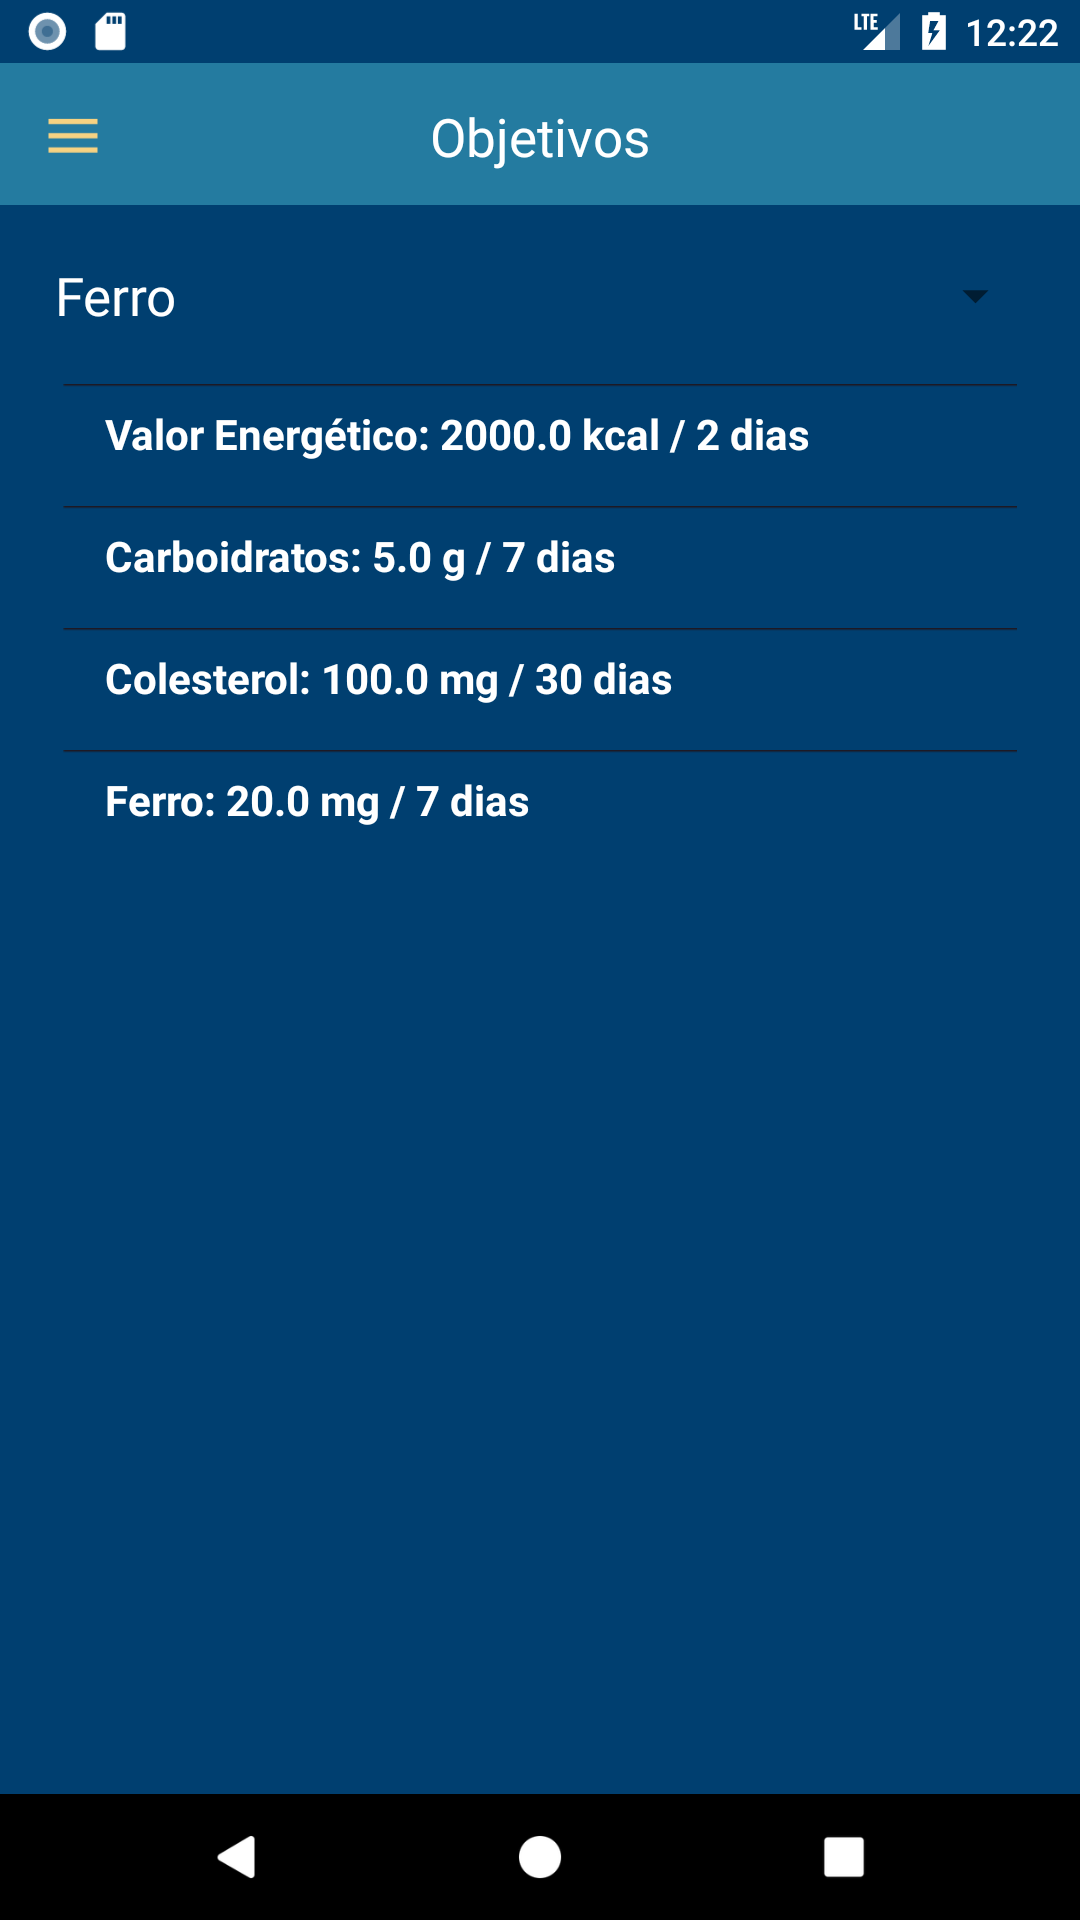 LTE 12:22
Objetivos
Ferro
Valor Energético: 2000.0 kcal / 2 dias
Carboidratos: 5.0 g / 7 dias
Colesterol: 100.0 mg / 30 dias
Ferro: 20.0 mg / 7 dias